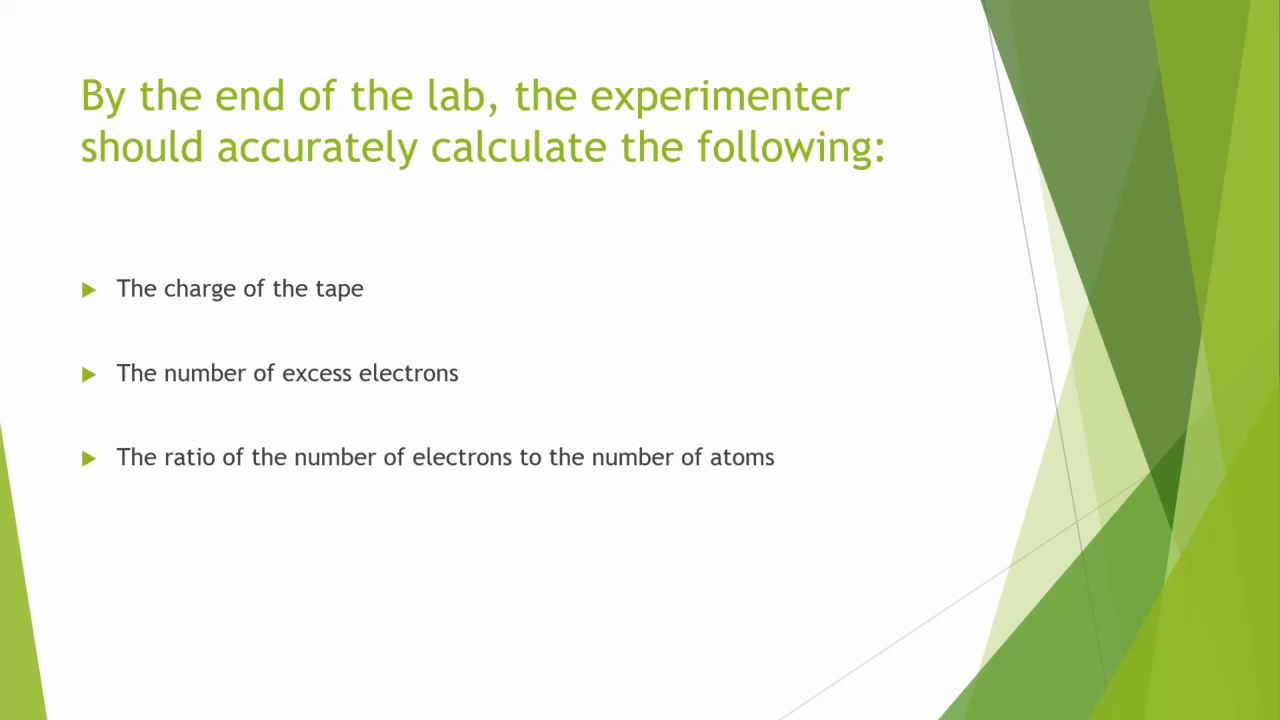 By the end of the lab, the experimenter
should accurately calculate the following:
The charge of the tape
The number of excess electrons
The ratio of the number of electrons to the number of atoms